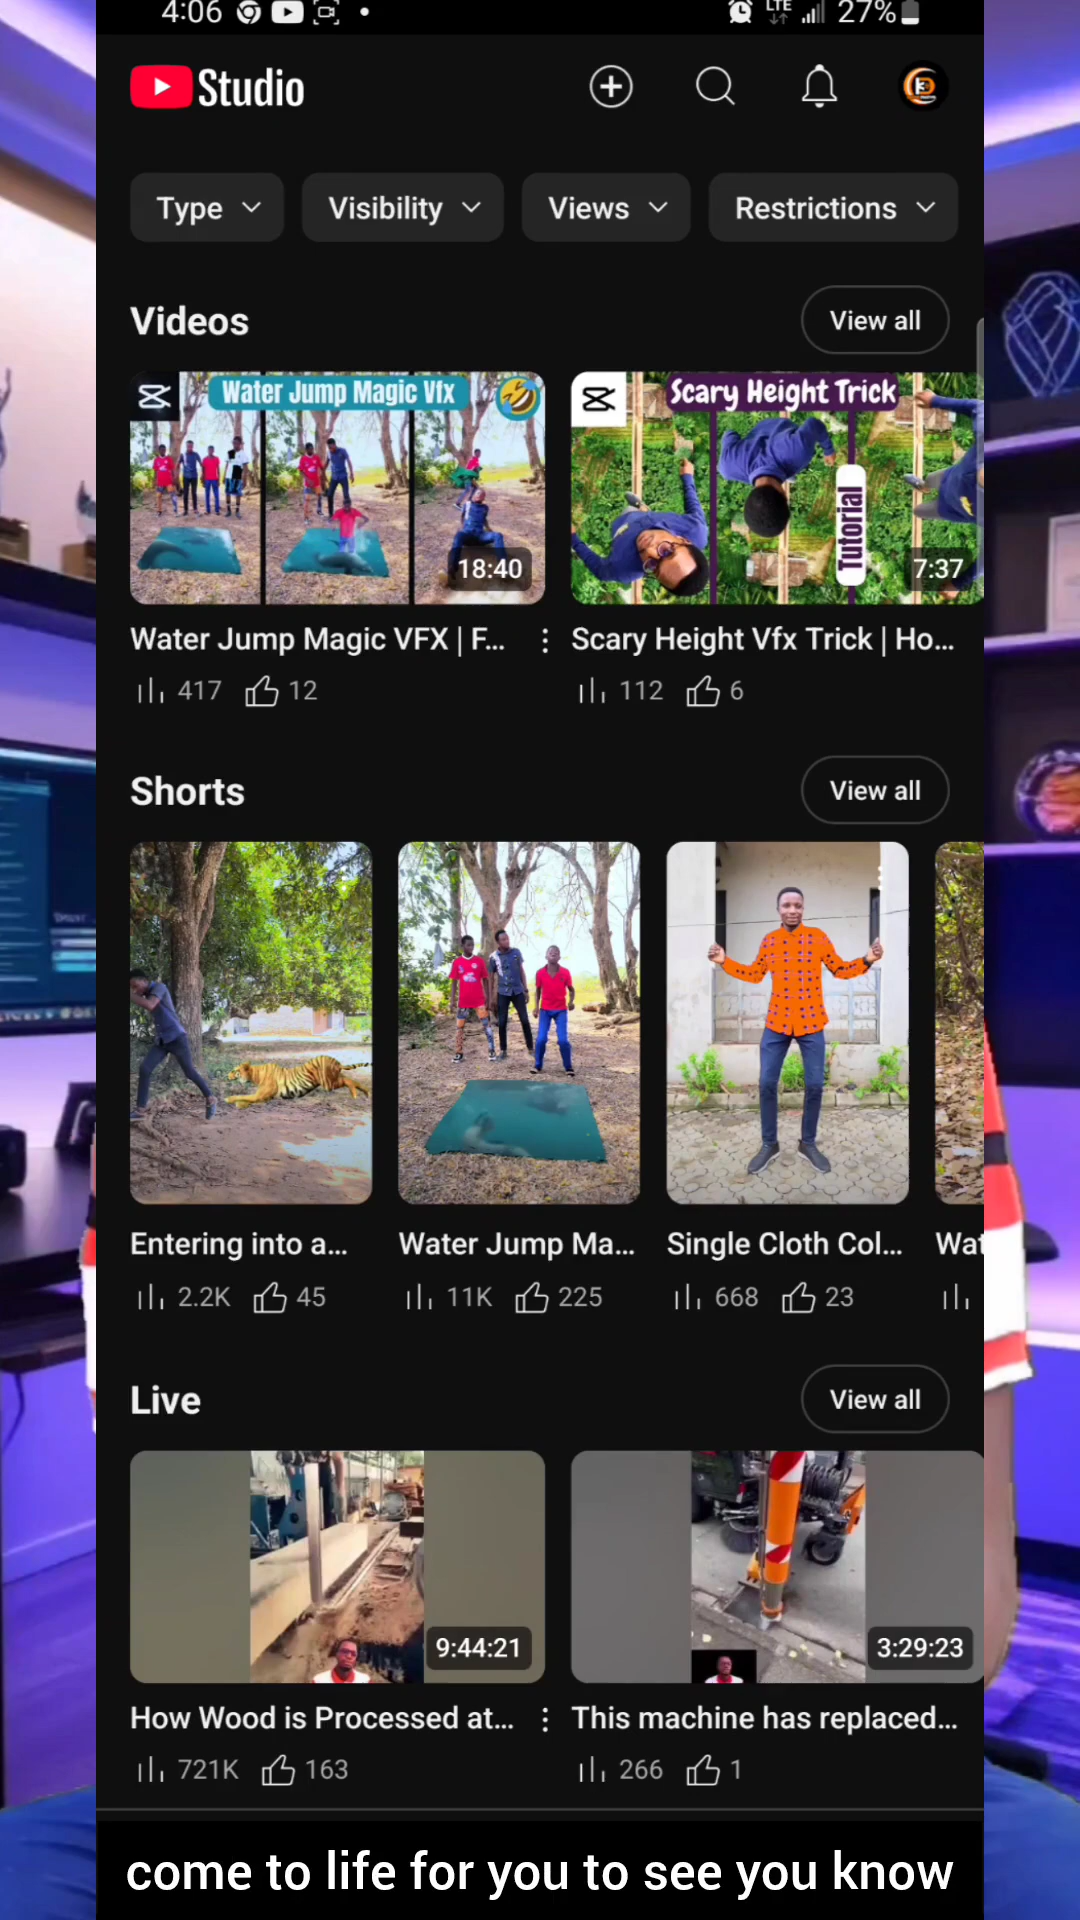 4:06
LTE
27%
Studio
Type
Visibility
Views
Restrictions
Videos
View all
Water Jump Magic Vfx
18:40
Scary Height Trick
Tutorial
7:37
Water Jump Magic VFX | F...
Scary Height Vfx Trick | Ho...
417
12
112
6
Shorts
View all
Entering into a...
Water Jump Ma...
Single Cloth Col...
Wat
2.2K
45
11K
225
668
23
Live
View all
9:44:21
3:29:23
How Wood is Processed at...
This machine has replaced...
721K
163
266
1
come to life for you to see you know